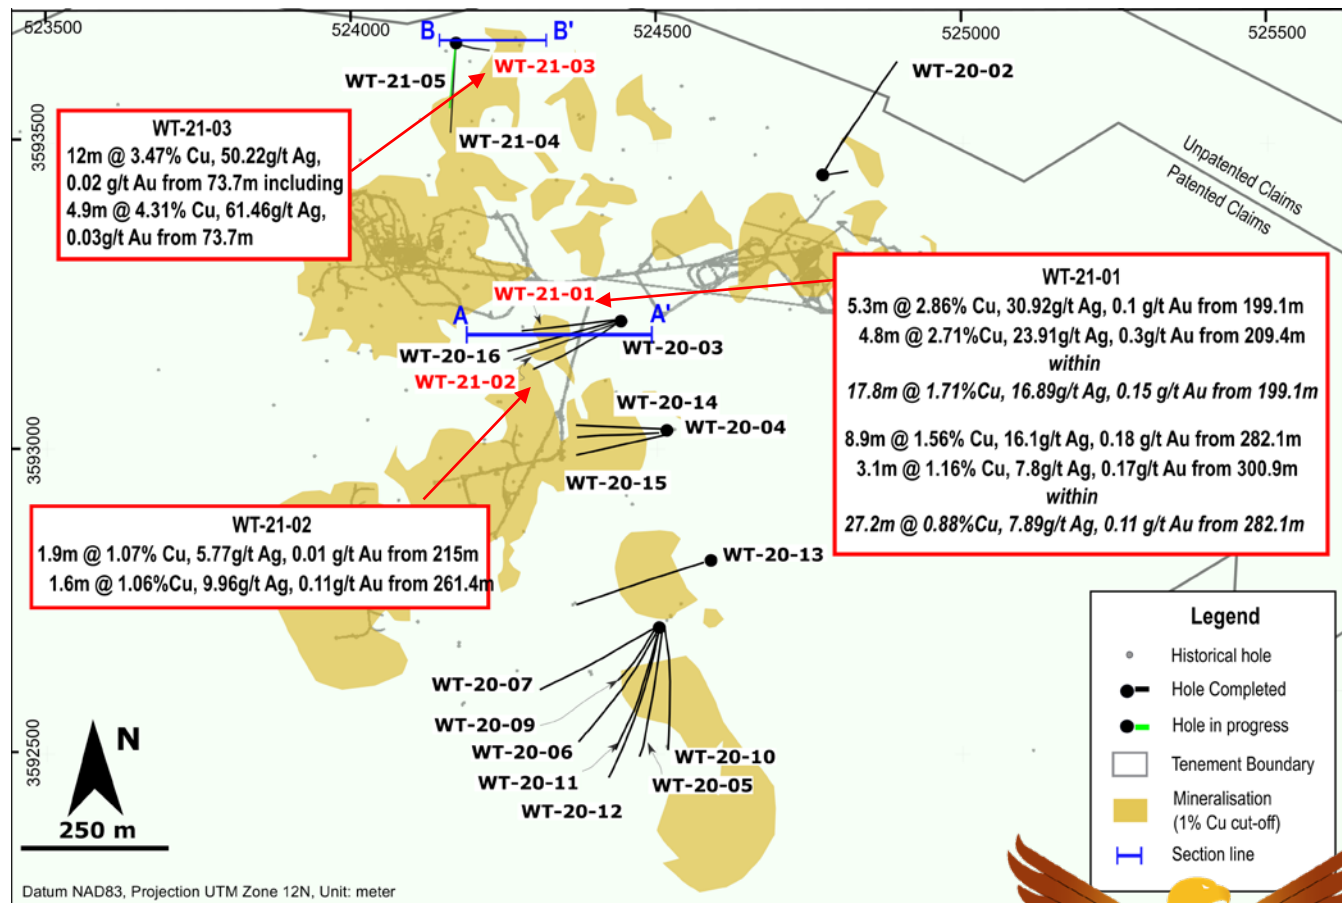 523500
524000
524500
525000
525500
B
B'
WT-21-03
WT-21-05
WT-20-02
WT-21-04
3593500
WT-21-03
12m @ 3.47% Cu, 50.22g/t Ag,
0.02 g/t Au from 73.7m including
4.9m @ 4.31% Cu, 61.46g/t Ag,
0.03g/t Au from 73.7m
Unpatented Claims
Patented Claims
WT-21-01
5.3m @ 2.86% Cu, 30.92g/t Ag, 0.1 g/t Au from 199.1m
4.8m @ 2.71%Cu, 23.91g/t Ag, 0.3g/t Au from 209.4m
within
17.8m @ 1.71%Cu, 16.89g/t Ag, 0.15 g/t Au from 199.1m
8.9m @ 1.56% Cu, 16.1g/t Ag, 0.18 g/t Au from 282.1m
3.1m @ 1.16% Cu, 7.8g/t Ag, 0.17g/t Au from 300.9m
within
27.2m @ 0.88%Cu, 7.89g/t Ag, 0.11 g/t Au from 282.1m
WT-21-01
A
A'
WT-20-16
WT-20-03
WT-21-02
WT-20-14
WT-20-04
3593000
WT-20-15
WT-21-02
1.9m @ 1.07% Cu, 5.77g/t Ag, 0.01 g/t Au from 215m
1.6m @ 1.06%Cu, 9.96g/t Ag, 0.11g/t Au from 261.4m
WT-20-13
WT-20-07
WT-20-09
WT-20-06
WT-20-10
WT-20-11
WT-20-05
WT-20-12
3592500
N
250 m
Legend
Historical hole
Hole Completed
Hole in progress
Tenement Boundary
Mineralisation
(1% Cu cut-off)
Section line
Datum NAD83, Projection UTM Zone 12N, Unit: meter